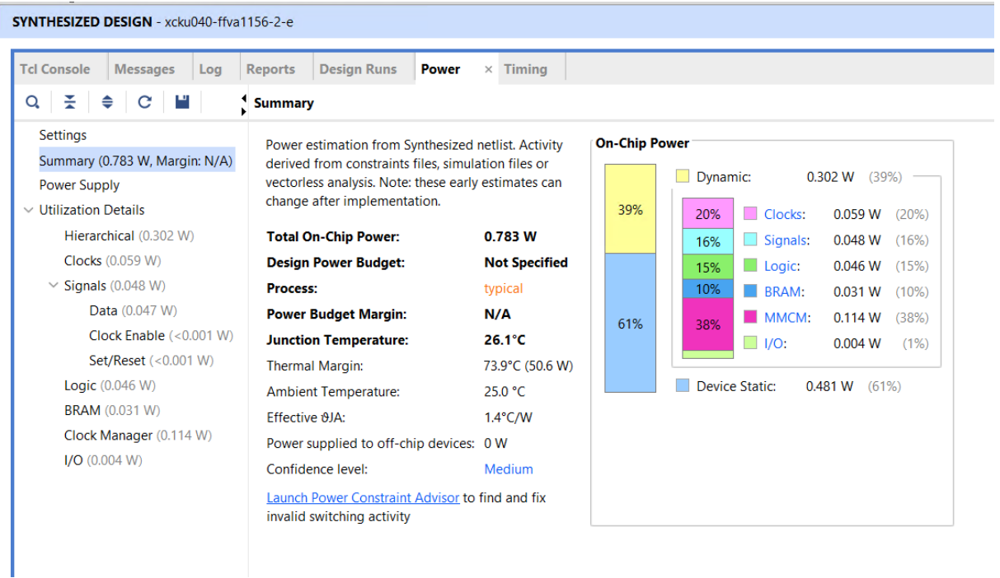 SYNTHESIZED DESIGN - xcku040-ffva1156-2-e
Tcl Console Messages Log Reports Design Runs Power × Timing
Summary
Settings
Summary (0.783 W, Margin: N/A)
Power Supply
Utilization Details
Hierarchical (0.302 W)
Clocks (0.059 W)
Signals (0.048 W)
Data (0.047 W)
Clock Enable (<0.001 W)
Set/Reset (<0.001 W)
Logic (0.046 W)
BRAM (0.031 W)
Clock Manager (0.114 W)
I/O (0.004 W)
Power estimation from Synthesized netlist. Activity
derived from constraints files, simulation files or
vectorless analysis. Note: these early estimates can
change after implementation.
Total On-Chip Power: 0.783 W
Design Power Budget: Not Specified
Process: typical
Power Budget Margin: N/A
Junction Temperature: 26.1°C
Thermal Margin: 73.9°C (50.6 W)
Ambient Temperature: 25.0 °C
Effective ϑJA: 1.4°C/W
Power supplied to off-chip devices: 0 W
Confidence level: Medium
Launch Power Constraint Advisor to find and fix
invalid switching activity
On-Chip Power
Dynamic: 0.302 W (39%)
39%
20% Clocks: 0.059 W (20%)
16% Signals: 0.048 W (16%)
15% Logic: 0.046 W (15%)
10% BRAM: 0.031 W (10%)
61%
38% MMCM: 0.114 W (38%)
I/O: 0.004 W (1%)
Device Static: 0.481 W (61%)